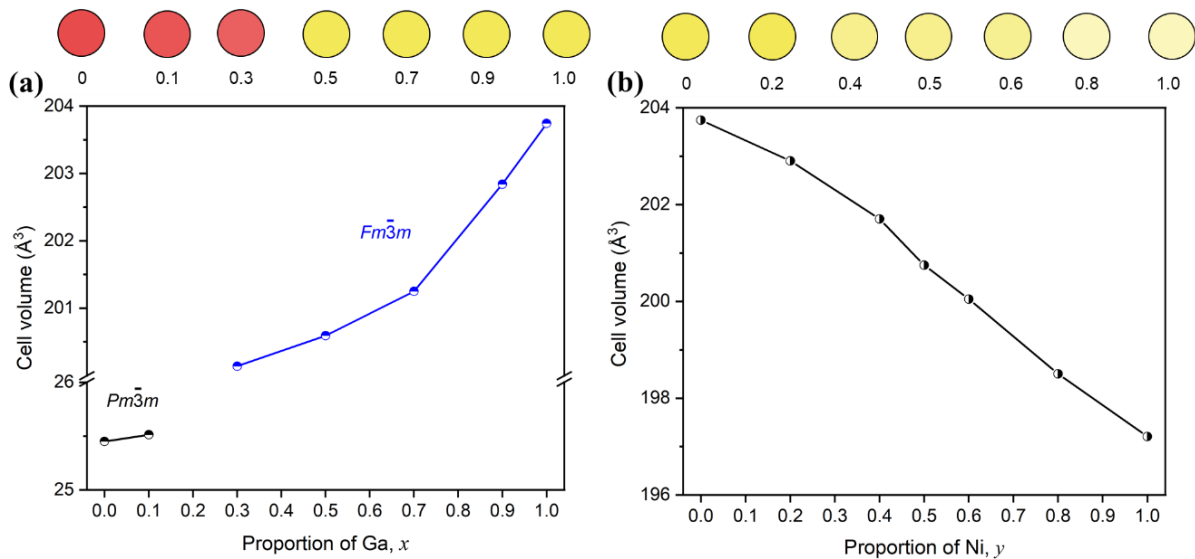 0 0.1 0.3 0.5 0.7 0.9 1.0
(a)
204
203
202
201
26
25
Cell volume (Å³)
Fm3̄m
Pm3̄m
0.0 0.1 0.2 0.3 0.4 0.5 0.6 0.7 0.8 0.9 1.0
Proportion of Ga, x
0 0.2 0.4 0.5 0.6 0.8 1.0
(b)
204
202
200
198
196
Cell volume (Å³)
0.0 0.1 0.2 0.3 0.4 0.5 0.6 0.7 0.8 0.9 1.0
Proportion of Ni, y